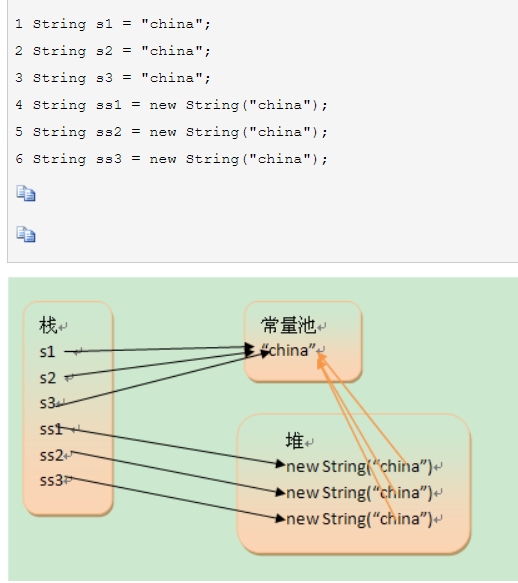 1 String s1 = "china";
2 String s2 = "china";
3 String s3 = "china";
4 String ss1 = new String("china");
5 String ss2 = new String("china");
6 String ss3 = new String("china");
栈
s1
s2
s3
ss1
ss2
ss3
常量池
“china”
堆
new String(“china”)
new String(“china”)
new String(“china”)